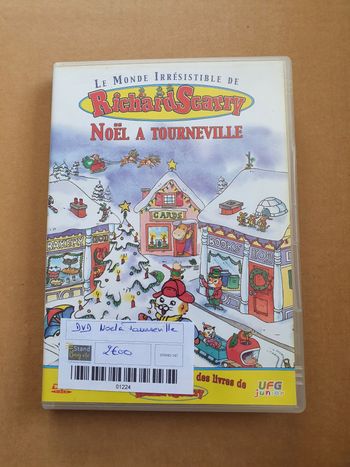 LE MONDE IRRÉSISTIBLE DE
Richard Scarry
NOËL A TOURNEVILLE
BAKERY
CARDS
BOOKS
DVD Noël à tourneville
Stand
2€00
01224
des livres de
UFG
junior